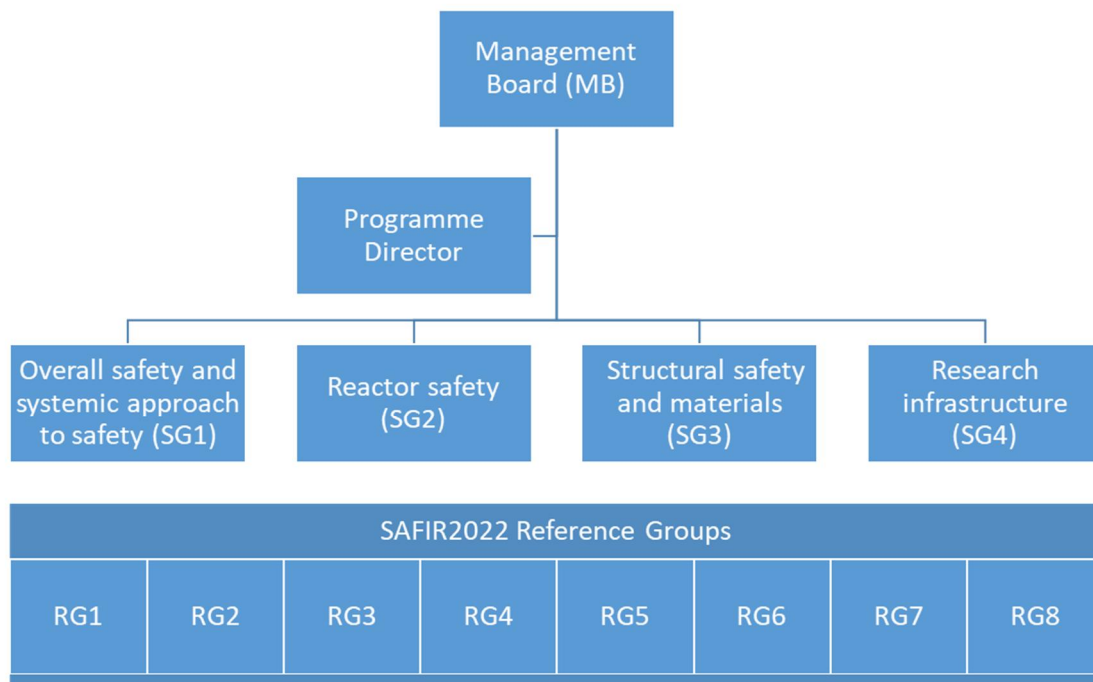 Management
Board (MB)
Programme
Director
Overall safety and
systemic approach
to safety (SG1)
Reactor safety
(SG2)
Structural safety
and materials
(SG3)
Research
infrastructure
(SG4)
SAFIR2022 Reference Groups
RG1
RG2
RG3
RG4
RG5
RG6
RG7
RG8